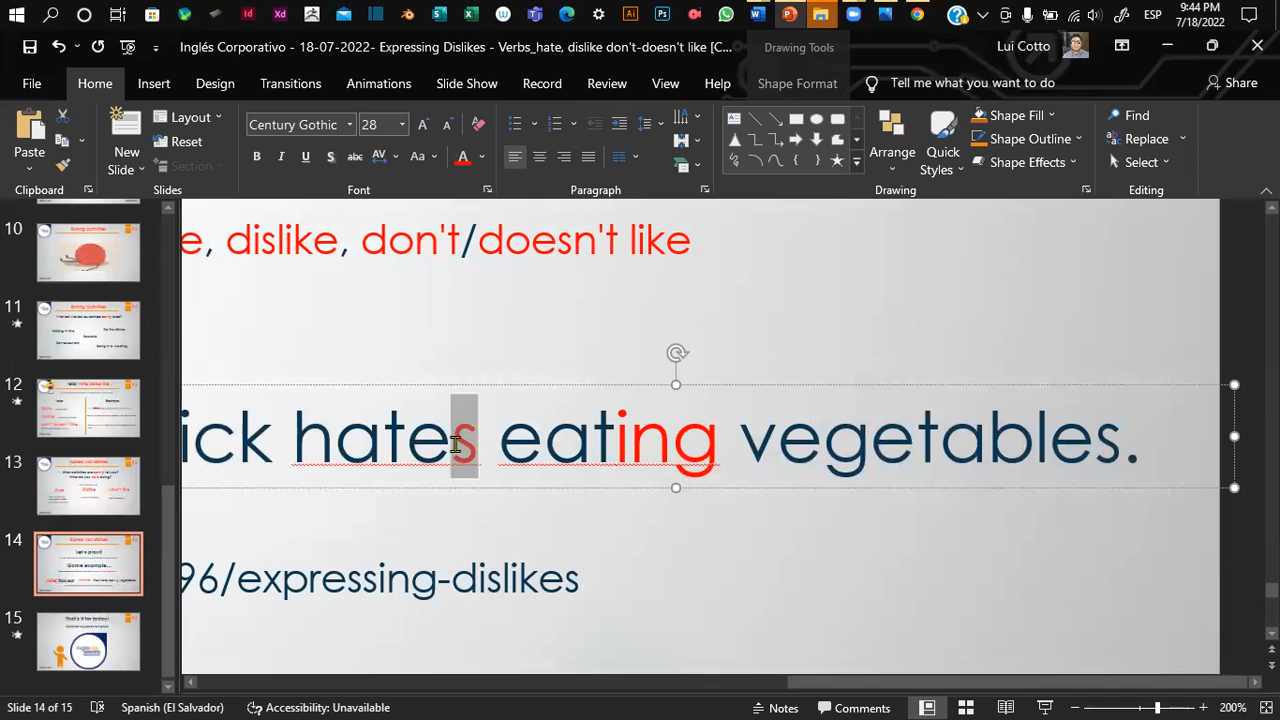 9:44 PM
ESP
7/18/2022
Inglés Corporativo - 18-07-2022- Expressing Dislikes - Verbs_hate, dislike don't-doesn't like [C...
Drawing Tools
Lui Cotto
File
Home
Insert
Design
Transitions
Animations
Slide Show
Record
Review
View
Help
Shape Format
Tell me what you want to do
Share
Paste
New
Slide
Layout
Reset
Section
Century Gothic
28
Arrange
Quick
Styles
Shape Fill
Shape Outline
Shape Effects
Find
Replace
Select
Clipboard
Slides
Font
Paragraph
Drawing
Editing
10
11
12
13
14
15
e, dislike, don't/doesn't like
ick hates eating vegetables.
96/expressing-dislikes
Slide 14 of 15
Spanish (El Salvador)
Accessibility: Unavailable
Notes
Comments
200%